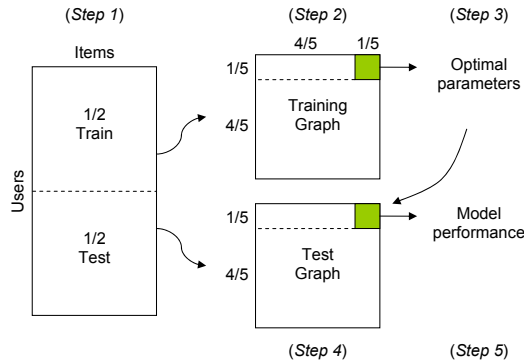 (Step 1)
(Step 2)
(Step 3)
Items
Users
1/2
Train
1/2
Test
4/5
1/5
1/5
4/5
Training
Graph
Optimal
parameters
1/5
4/5
Test
Graph
Model
performance
(Step 4)
(Step 5)